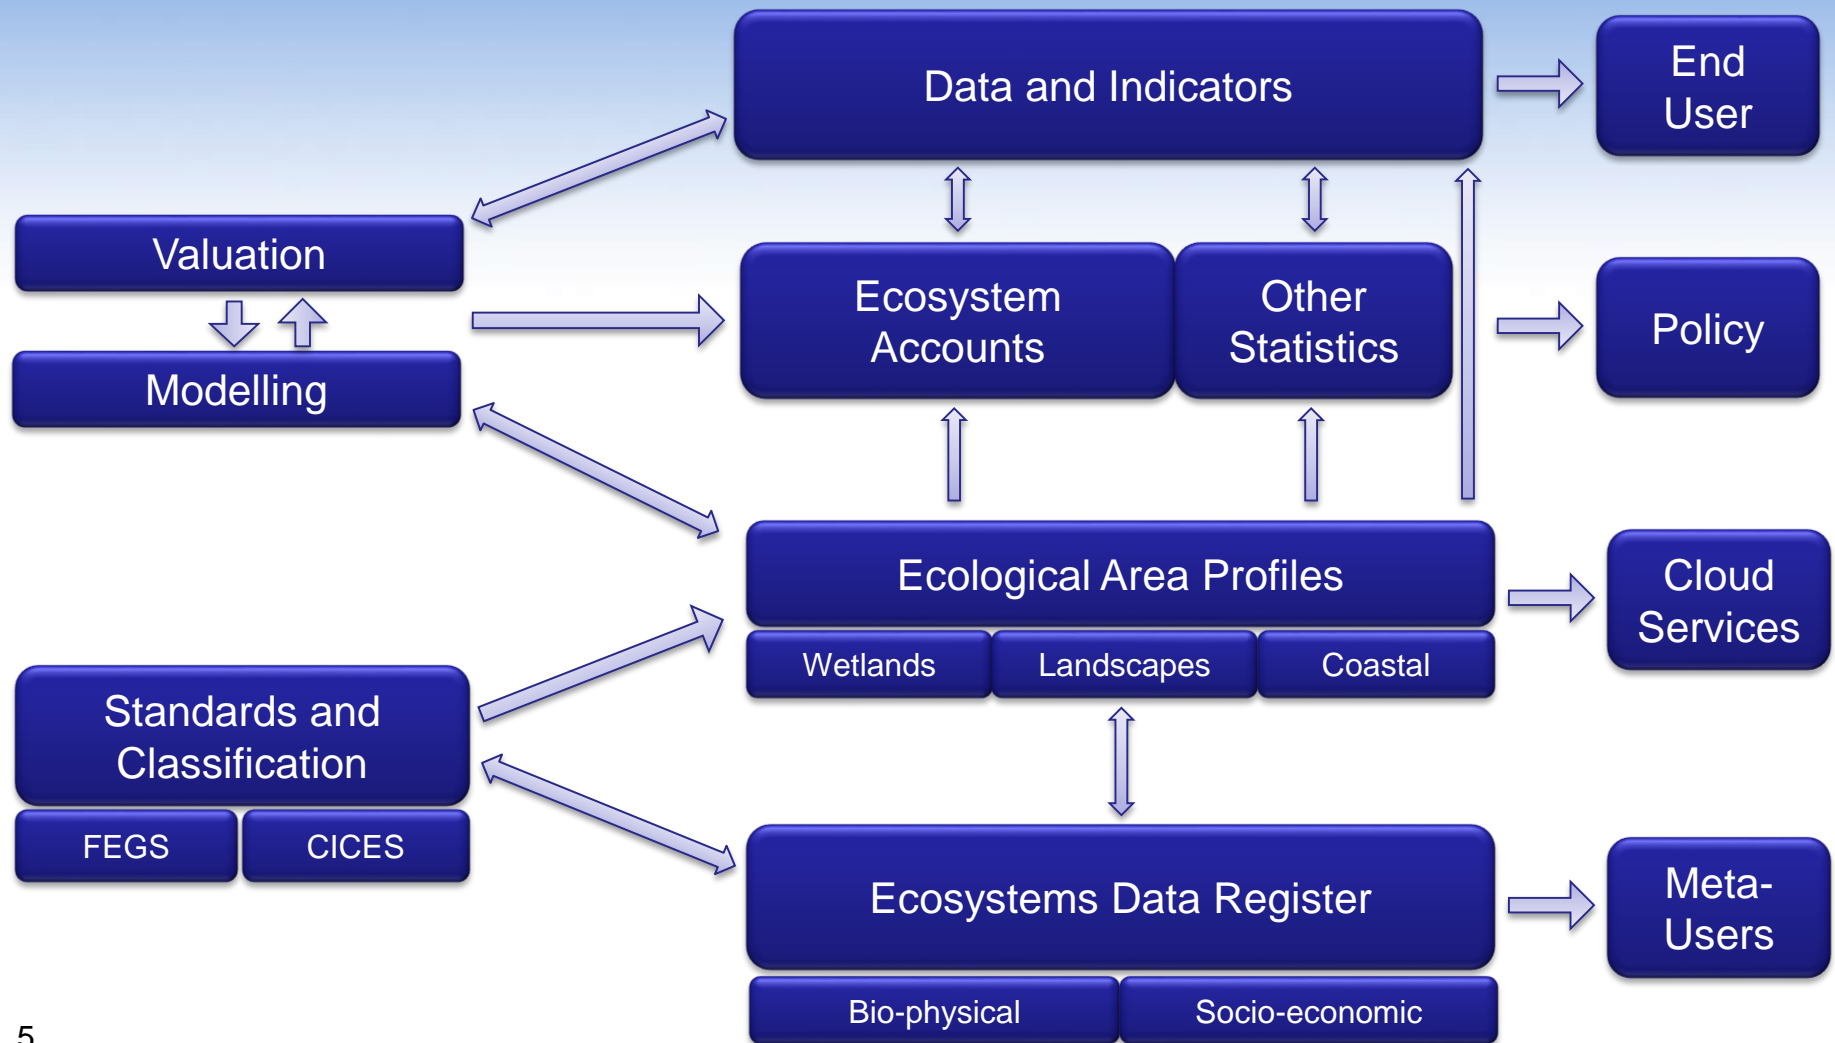 Data and Indicators
End
User
Valuation
Ecosystem
Accounts
Other
Statistics
Policy
Modelling
Ecological Area Profiles
Cloud
Services
Wetlands
Landscapes
Coastal
Standards and
Classification
FEGS
CICES
Ecosystems Data Register
Meta-
Users
Bio-physical
Socio-economic
5